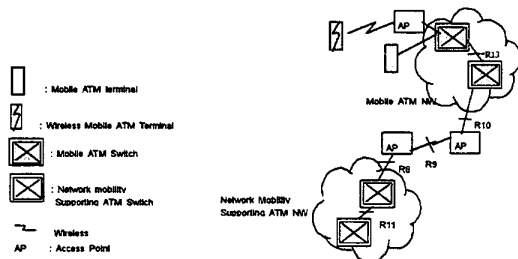 AP
R13
: Mobile ATM terminal
Mobile ATM NW
: Wireless Mobile ATM Terminal
R10
: Mobile ATM Switch
AP
AP
R8
R9
: Network mobility
Supporting ATM Switch
Network Mobility
Supporting ATM NW
R11
Wireless
AP : Access Point